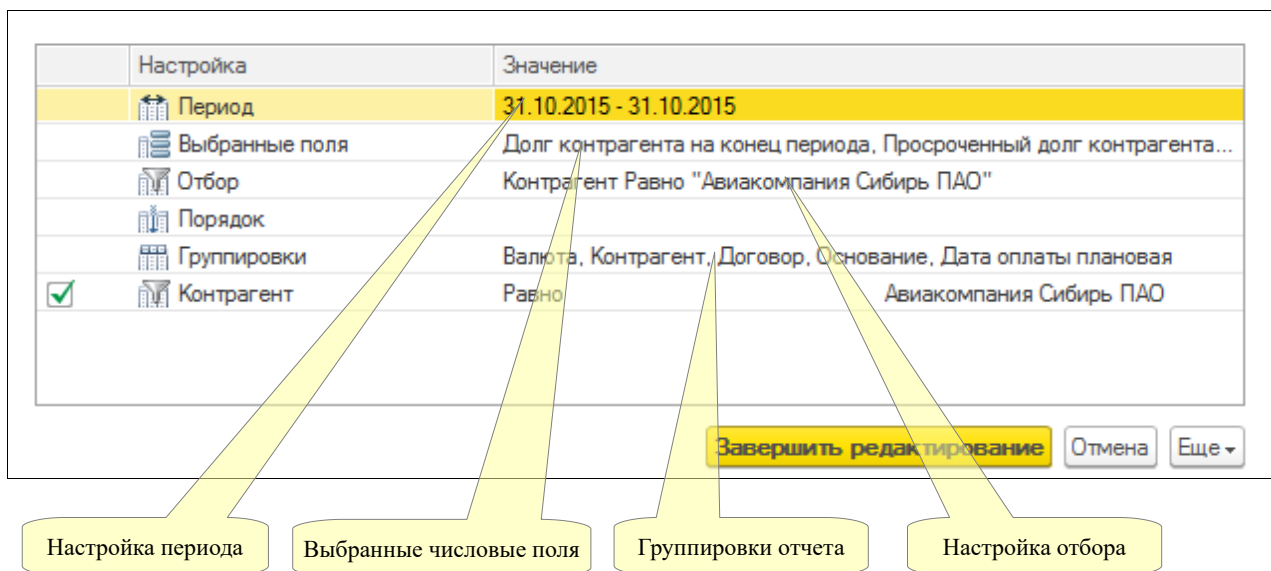 Настройка Значение
Период 31.10.2015 - 31.10.2015
Выбранные поля Долг контрагента на конец периода, Просроченный долг контрагента...
Отбор Контрагент Равно "Авиакомпания Сибирь ПАО"
Порядок
Группировки Валюта, Контрагент, Договор, Основание, Дата оплаты плановая
Контрагент Равно Авиакомпания Сибирь ПАО
Завершить редактирование Отмена Еще
Настройка периода Выбранные числовые поля Группировки отчета Настройка отбора